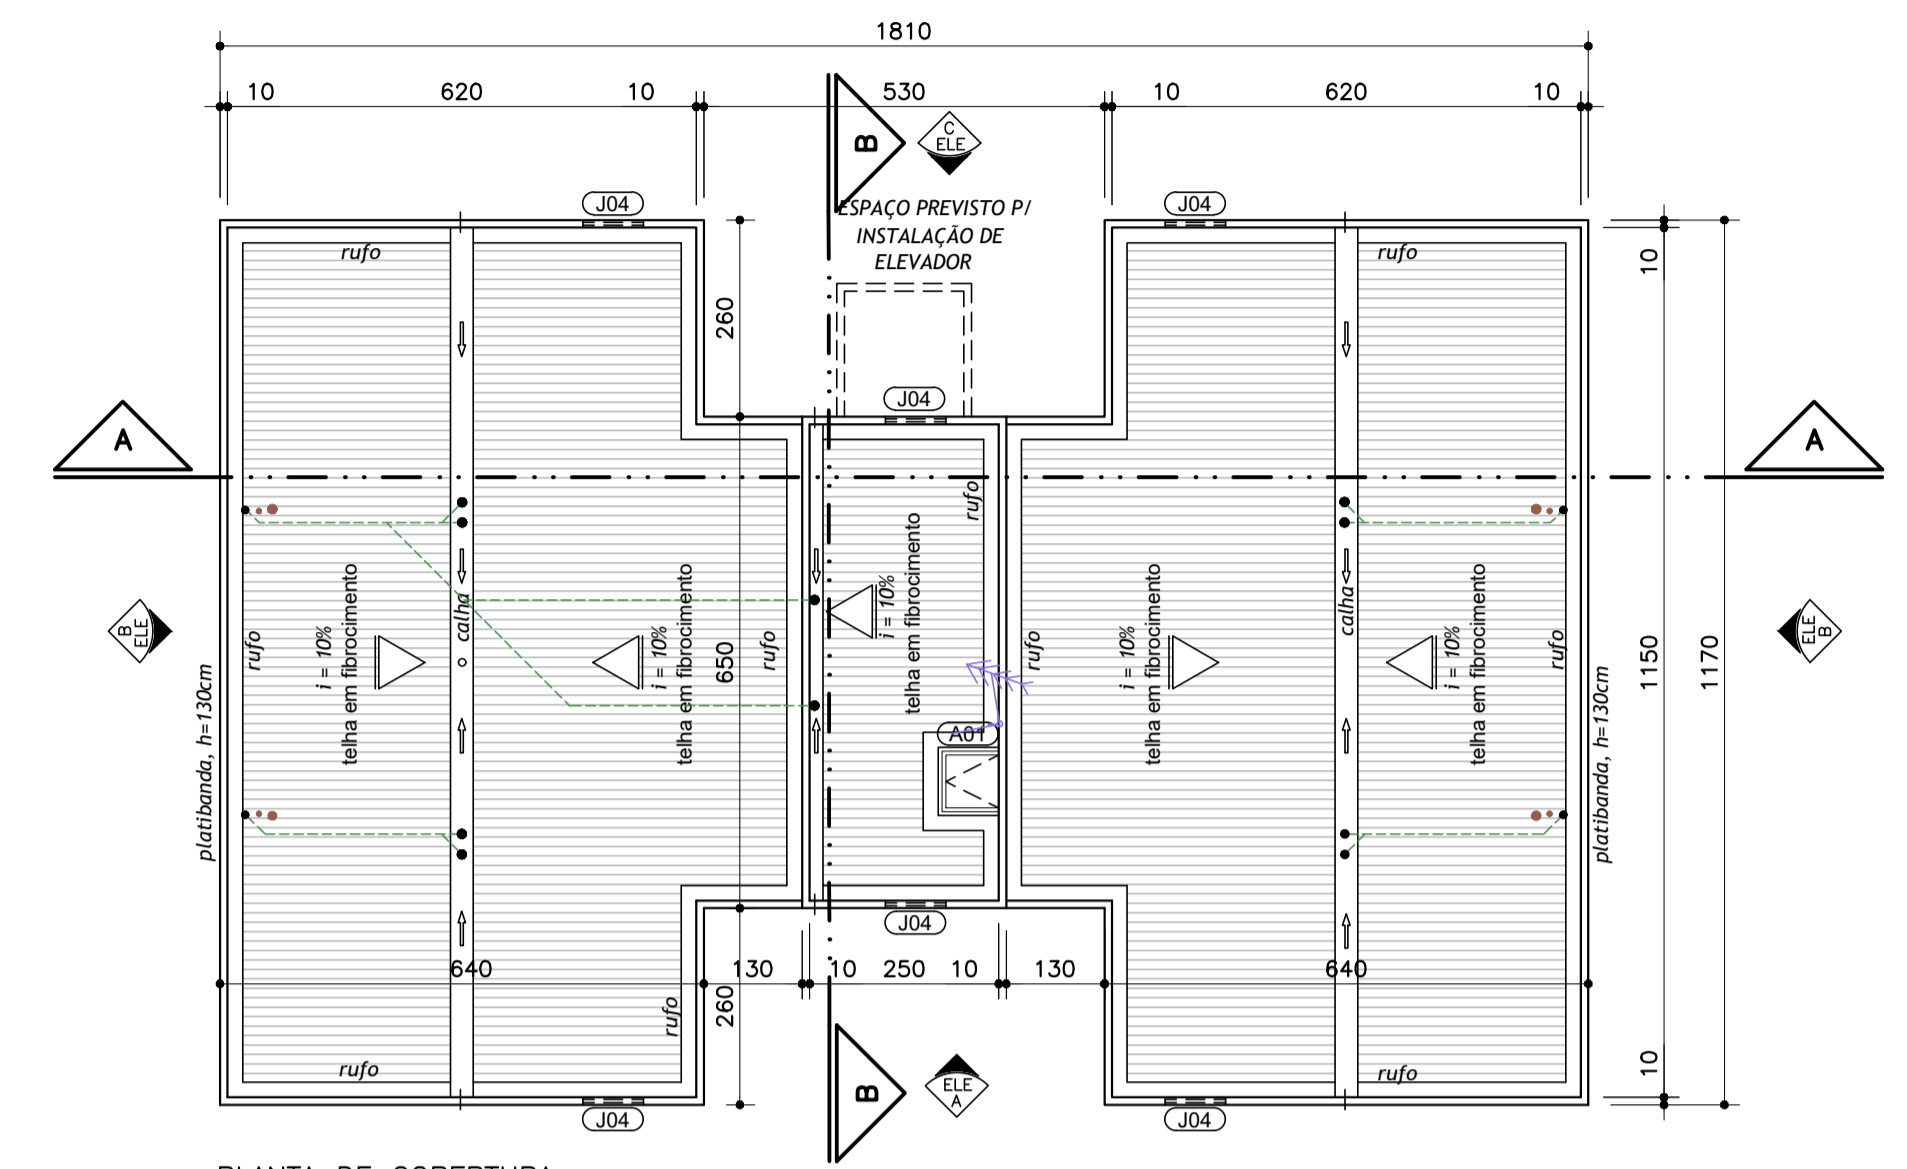 1810
10
620
10
530
10
620
10
B
C
ELE
J04
J04
ESPAÇO PREVISTO P/
INSTALAÇÃO DE
ELEVADOR
rufo
rufo
10
260
J04
A
A
rufo
telha em fibrocimento
i = 10%
calha
telha em fibrocimento
i = 10%
i = 10%
telha em fibrocimento
telha em fibrocimento
i = 10%
calha
i = 10%
telha em fibrocimento
B
ELE
rufo
650
rufo
rufo
rufo
ELE
B
1150
1170
platibanda, h=130cm
platibanda, h=130cm
A01
J04
640
130
10
250
10
130
640
rufo
260
rufo
rufo
10
B
ELE
A
J04
J04
PLANTA DE COBERTURA